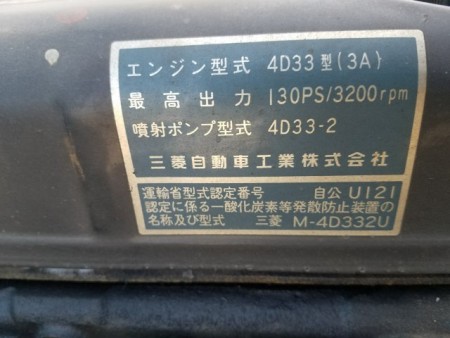 エンジン型式 4D33型(3A)
最高出力 130PS/3200rpm
噴射ポンプ型式 4D33-2
三菱自動車工業株式会社
運輸省型式認定番号 自公 U121
認定に係る一酸化炭素等発散防止装置の
名称及び型式 三菱 M-4D332U